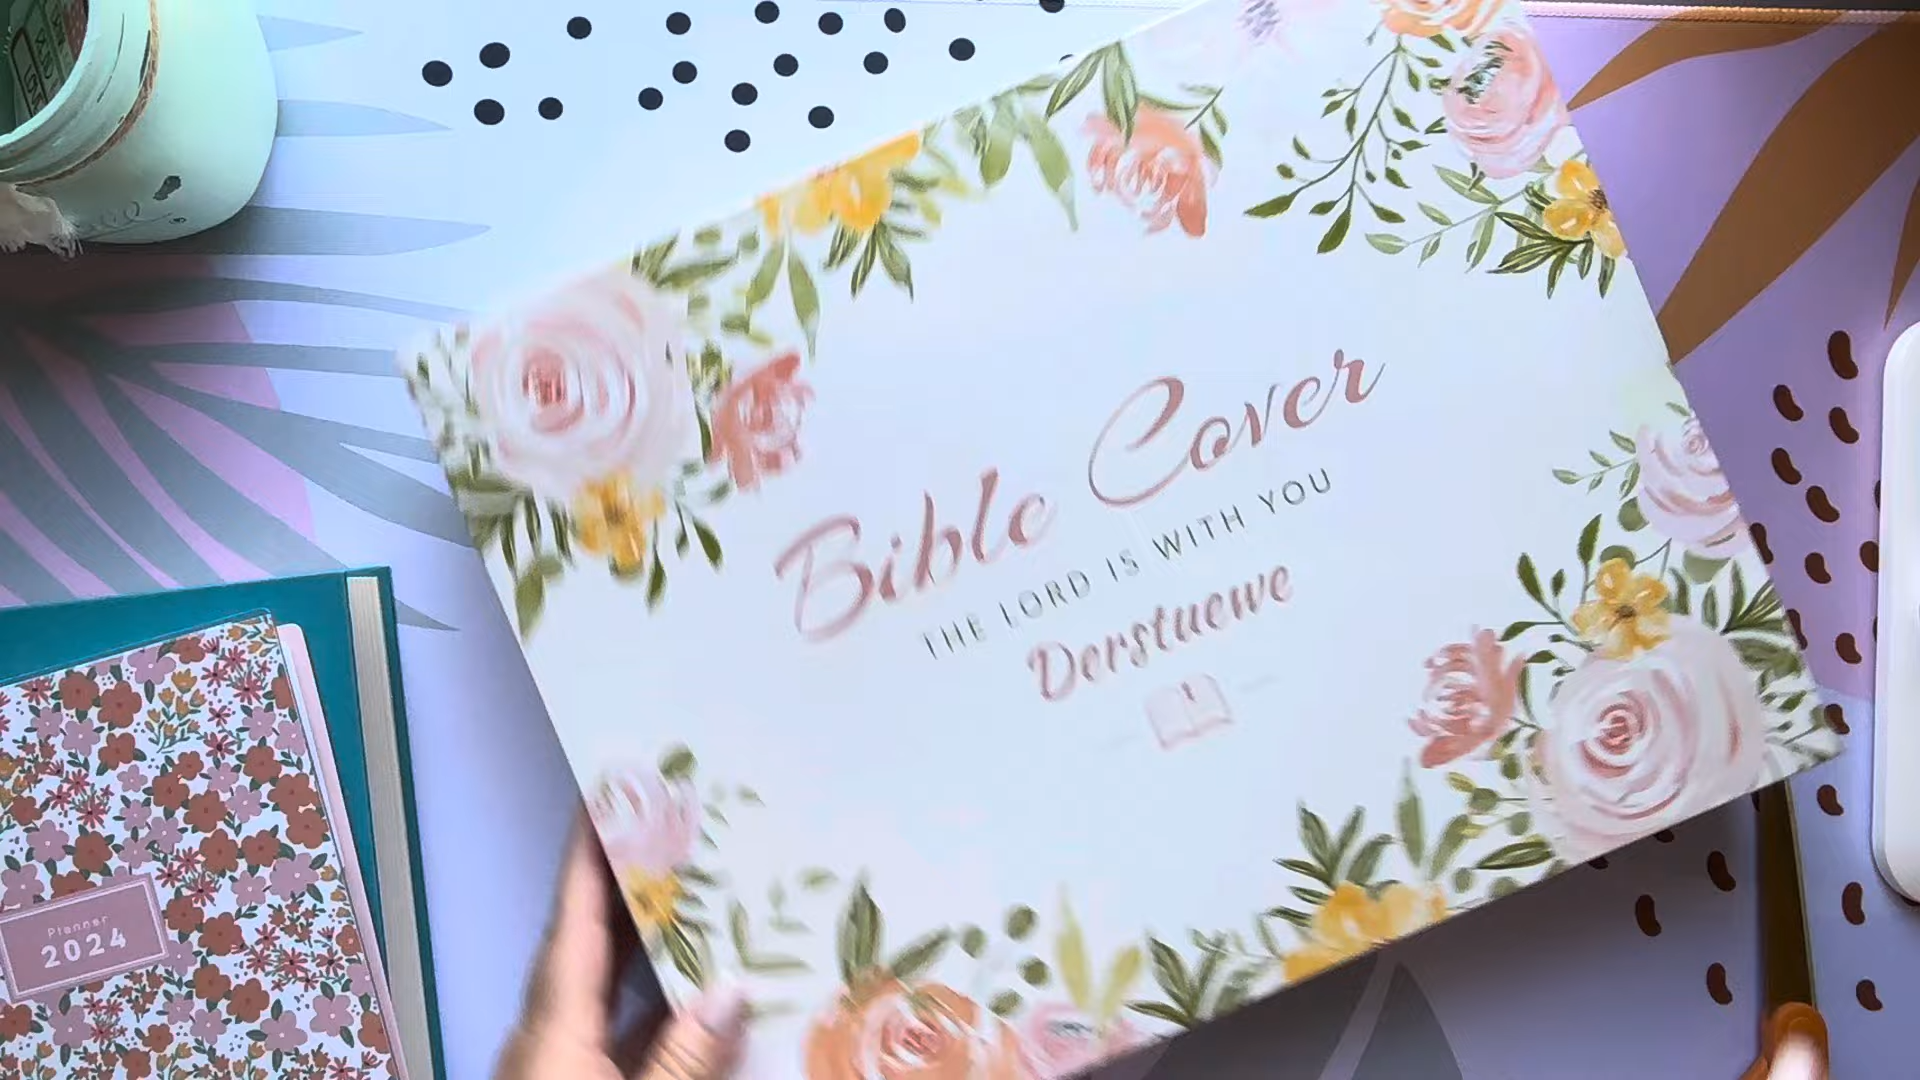 Bible Cover
THE LORD IS WITH YOU
Derstuewe
Planner
2024